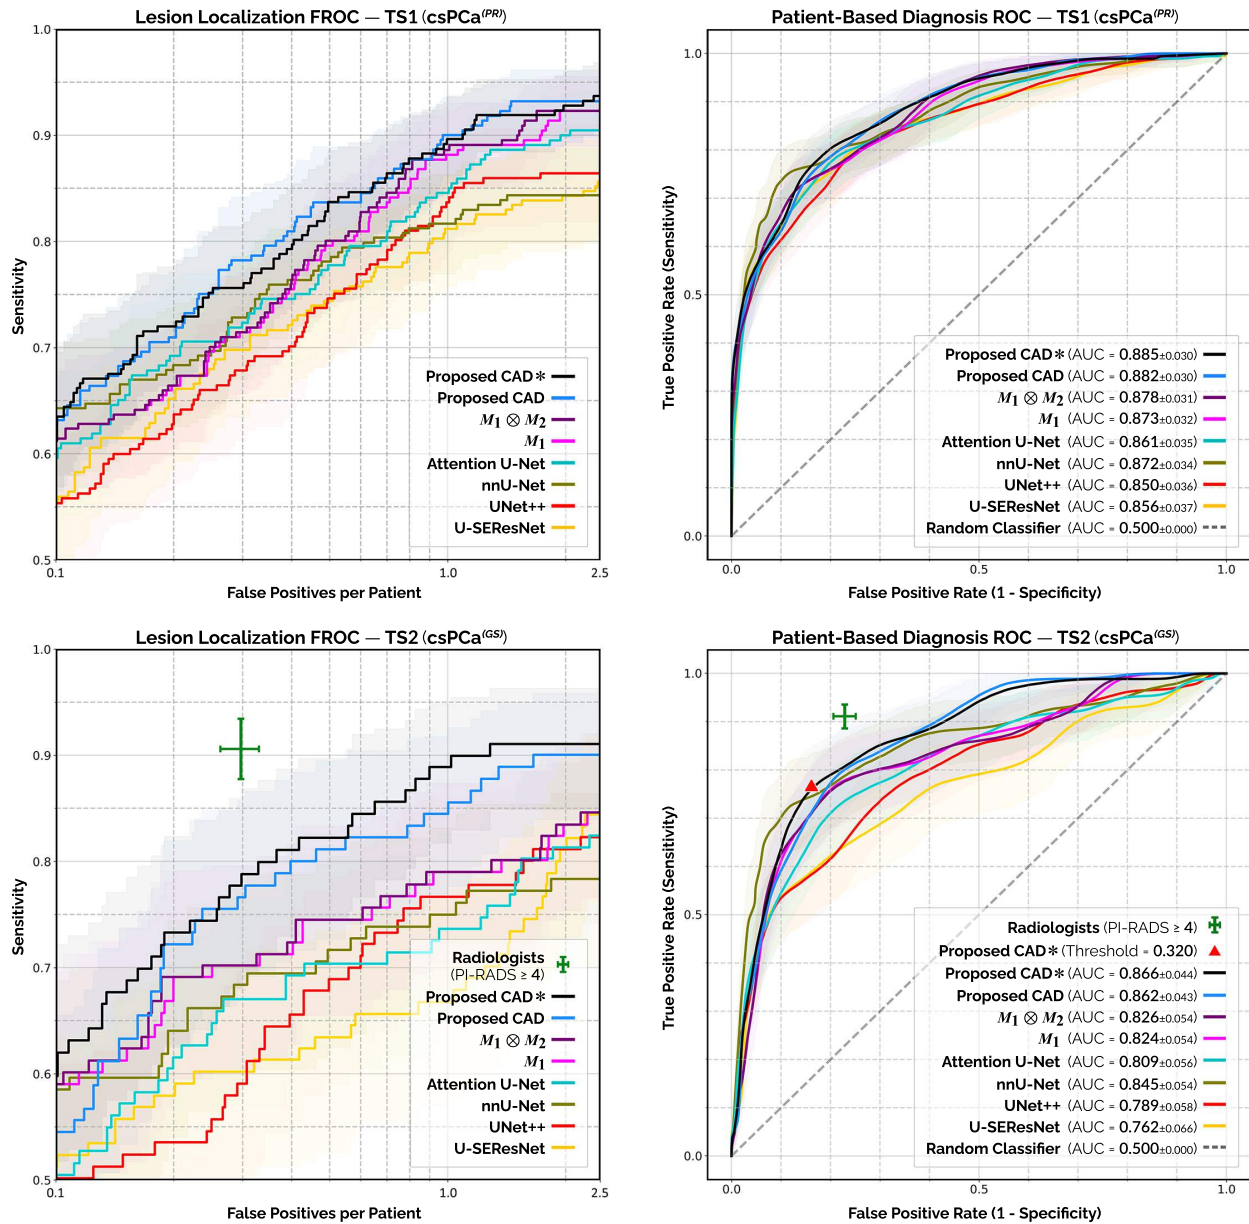 Lesion Localization FROC — TS1 (csPCa(PR))
Sensitivity
1.0
0.9
0.8
0.7
0.6
0.5
Proposed CAD*
Proposed CAD
M1 ⊗ M2
M1
Attention U-Net
nnU-Net
UNet++
U-SEResNet
0.1
1.0
2.5
False Positives per Patient
Patient-Based Diagnosis ROC — TS1 (csPCa(PR))
True Positive Rate (Sensitivity)
1.0
0.5
0.0
Proposed CAD* (AUC = 0.885±0.030)
Proposed CAD (AUC = 0.882±0.030)
M1 ⊗ M2 (AUC = 0.878±0.031)
M1 (AUC = 0.873±0.032)
Attention U-Net (AUC = 0.861±0.035)
nnU-Net (AUC = 0.872±0.034)
UNet++ (AUC = 0.850±0.036)
U-SEResNet (AUC = 0.856±0.037)
Random Classifier (AUC = 0.500±0.000)
0.0
0.5
1.0
False Positive Rate (1 - Specificity)
Lesion Localization FROC — TS2 (csPCa(GS))
Sensitivity
1.0
0.9
0.8
0.7
0.6
0.5
Radiologists
(PI-RADS ≥ 4)
Proposed CAD*
Proposed CAD
M1 ⊗ M2
M1
Attention U-Net
nnU-Net
UNet++
U-SEResNet
0.1
1.0
2.5
False Positives per Patient
Patient-Based Diagnosis ROC — TS2 (csPCa(GS))
True Positive Rate (Sensitivity)
1.0
0.5
0.0
Radiologists (PI-RADS ≥ 4)
Proposed CAD* (Threshold = 0.320)
Proposed CAD* (AUC = 0.866±0.044)
Proposed CAD (AUC = 0.862±0.043)
M1 ⊗ M2 (AUC = 0.826±0.054)
M1 (AUC = 0.824±0.054)
Attention U-Net (AUC = 0.809±0.056)
nnU-Net (AUC = 0.845±0.054)
UNet++ (AUC = 0.789±0.058)
U-SEResNet (AUC = 0.762±0.066)
Random Classifier (AUC = 0.500±0.000)
0.0
0.5
1.0
False Positive Rate (1 - Specificity)